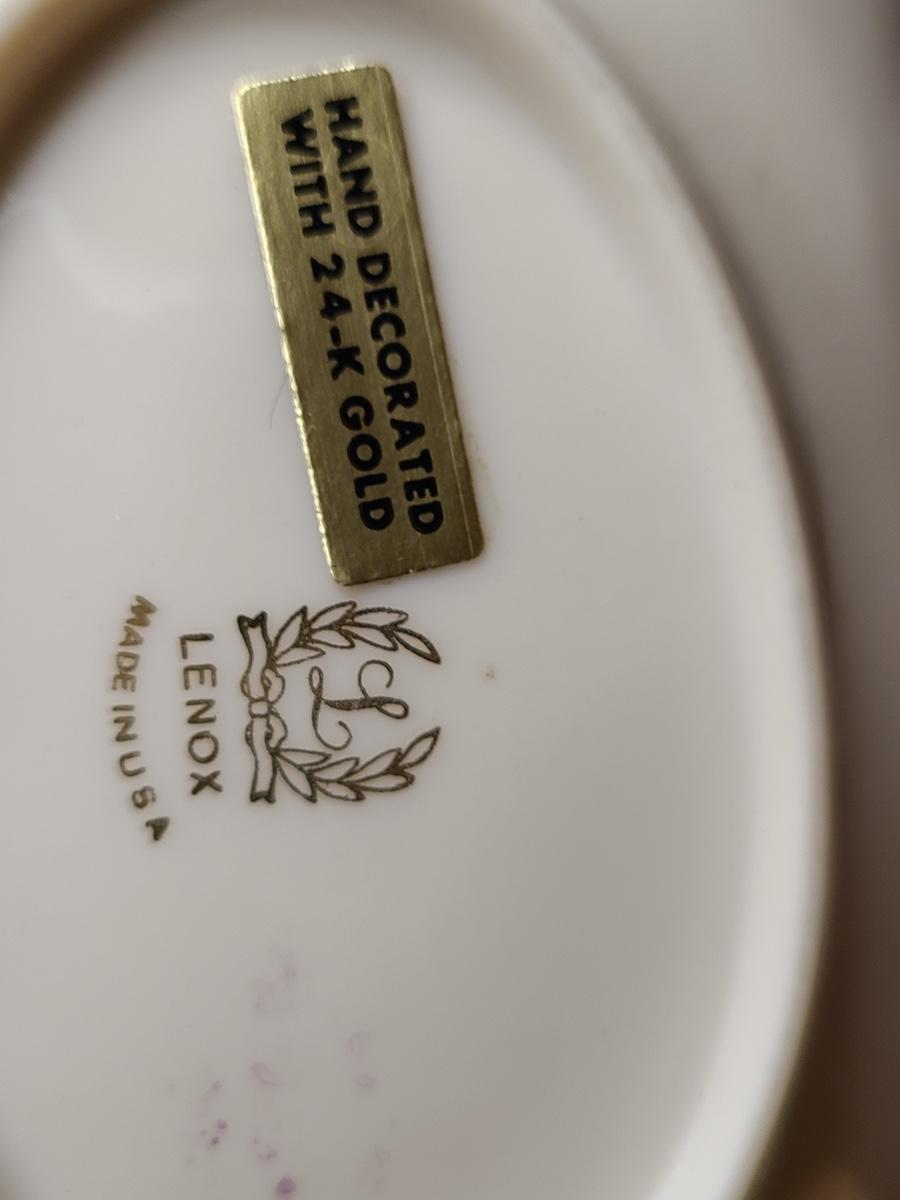 HAND DECORATED
WITH 24-K GOLD
L
LENOX
MADE IN USA